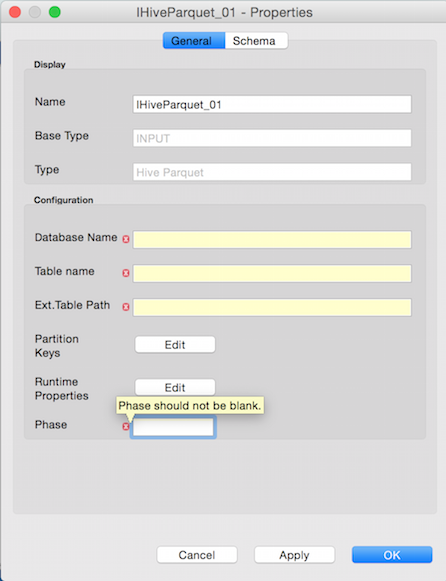 IHiveParquet_01 - Properties
General Schema
Display
Name IHiveParquet_01
Base Type INPUT
Type Hive Parquet
Configuration
Database Name
Table name
Ext.Table Path
Partition
Keys
Edit
Runtime
Properties
Edit
Phase should not be blank.
Phase
Cancel Apply OK